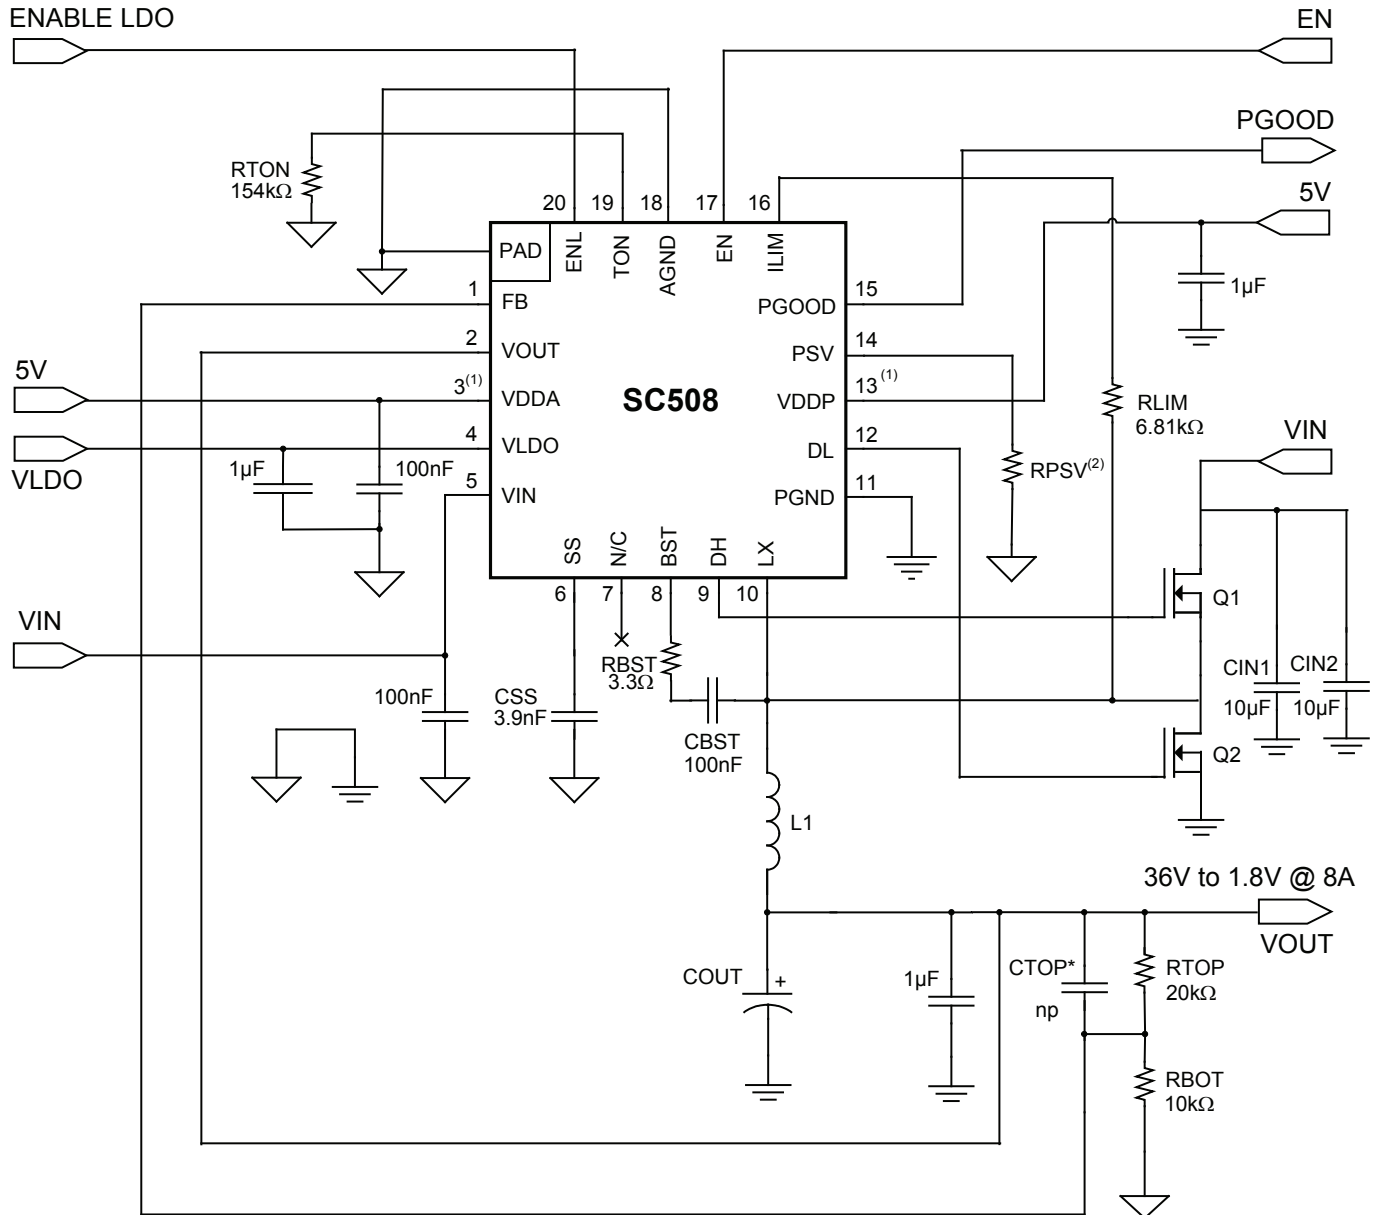 ENABLE LDO
EN
PGOOD
5V
RTON
154kΩ
20
19
18
17
16
PAD
ENL
TON
AGND
EN
ILIM
1
FB
2
VOUT
5V
3(1)
VDDA
4
VLDO
VLDO
1µF
100nF
5
VIN
SC508
15
PGOOD
14
PSV
13 (1)
VDDP
12
DL
11
PGND
1µF
RLIM
6.81kΩ
RPSV(2)
VIN
SS
N/C
BST
DH
LX
6
7
8
9
10
VIN
100nF
CSS
3.9nF
RBST
3.3Ω
CBST
100nF
Q1
CIN1
10µF
CIN2
10µF
Q2
L1
36V to 1.8V @ 8A
VOUT
COUT
+
1µF
CTOP*
np
RTOP
20kΩ
RBOT
10kΩ